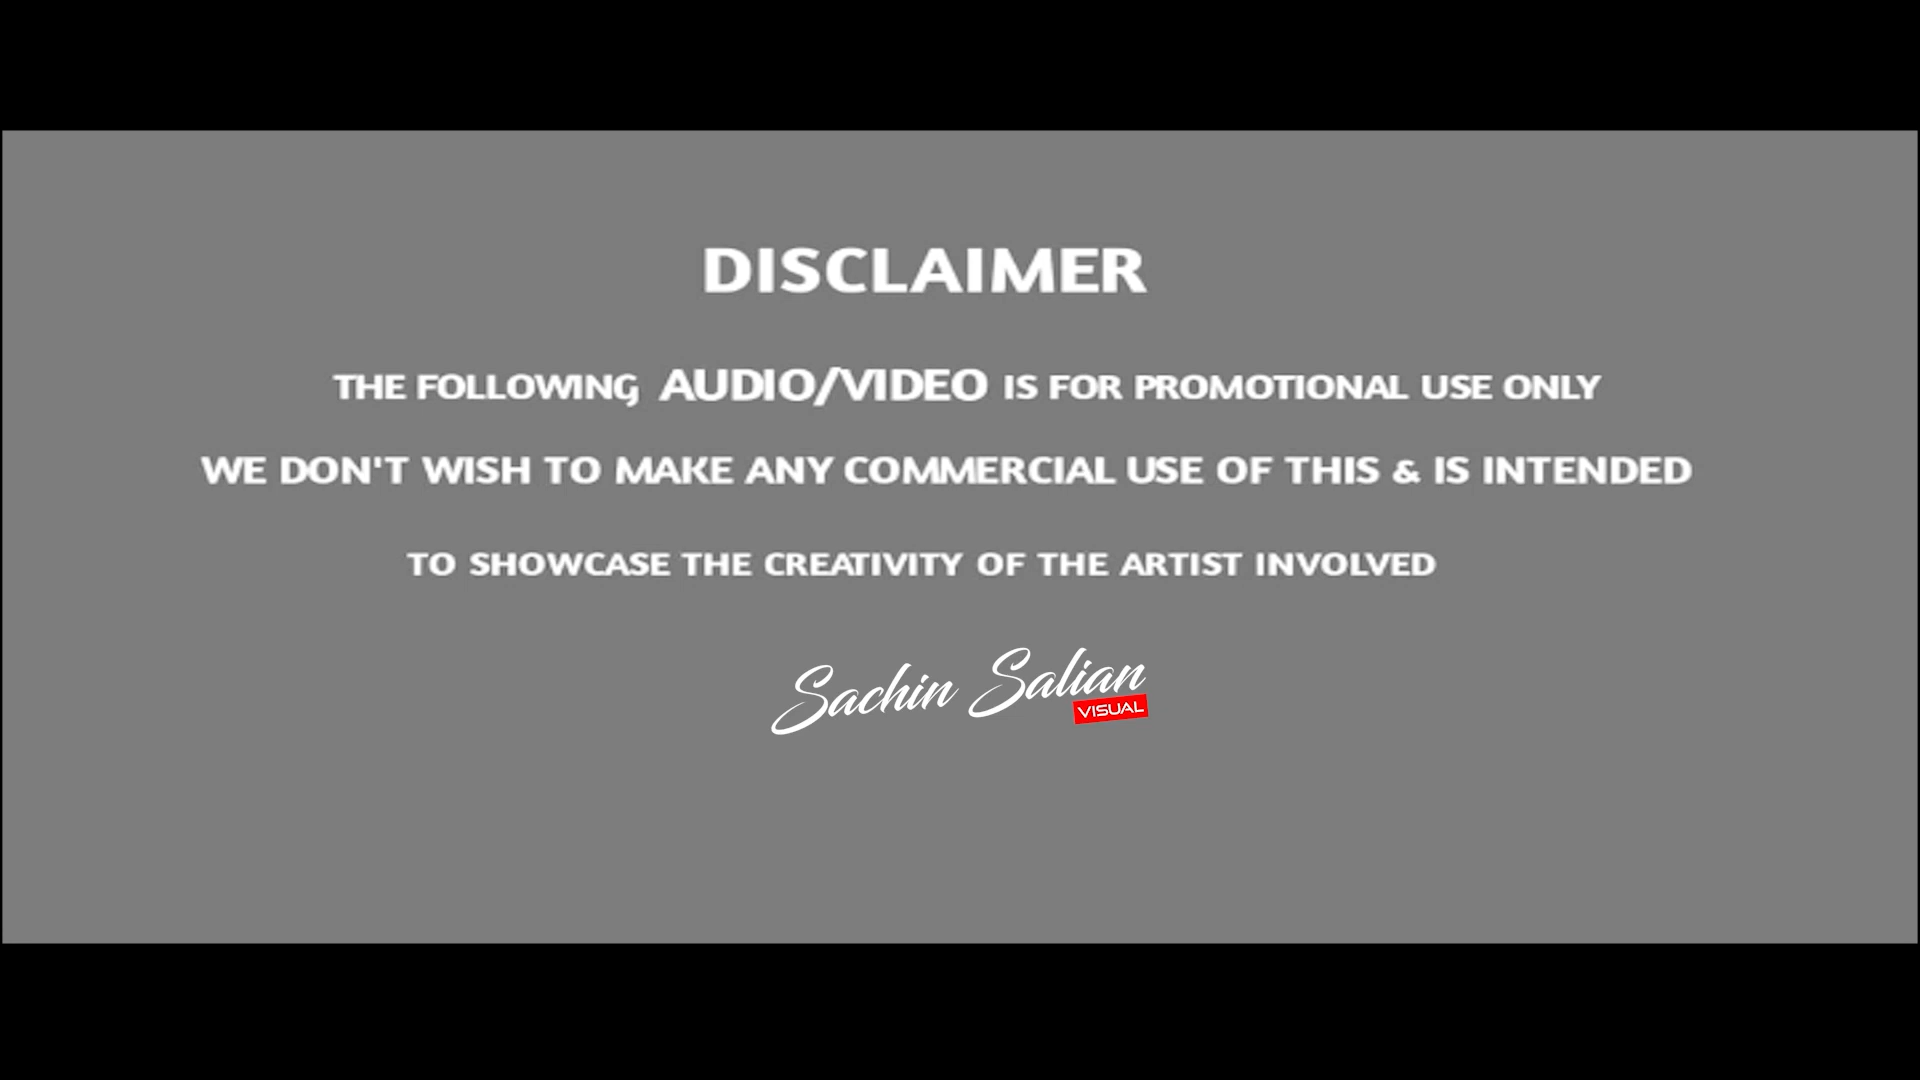 DISCLAIMER
THE FOLLOWING AUDIO/VIDEO IS FOR PROMOTIONAL USE ONLY
WE DON'T WISH TO MAKE ANY COMMERCIAL USE OF THIS & IS INTENDED
TO SHOWCASE THE CREATIVITY OF THE ARTIST INVOLVED
Sachin Salian
VISUAL